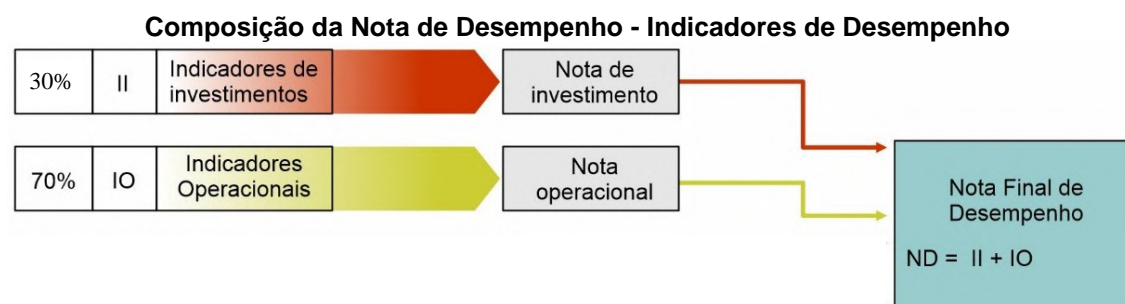 Composição da Nota de Desempenho - Indicadores de Desempenho
30%
II
Indicadores de
investimentos
Nota de
investimento
70%
IO
Indicadores
Operacionais
Nota
operacional
Nota Final de
Desempenho
ND = II + IO